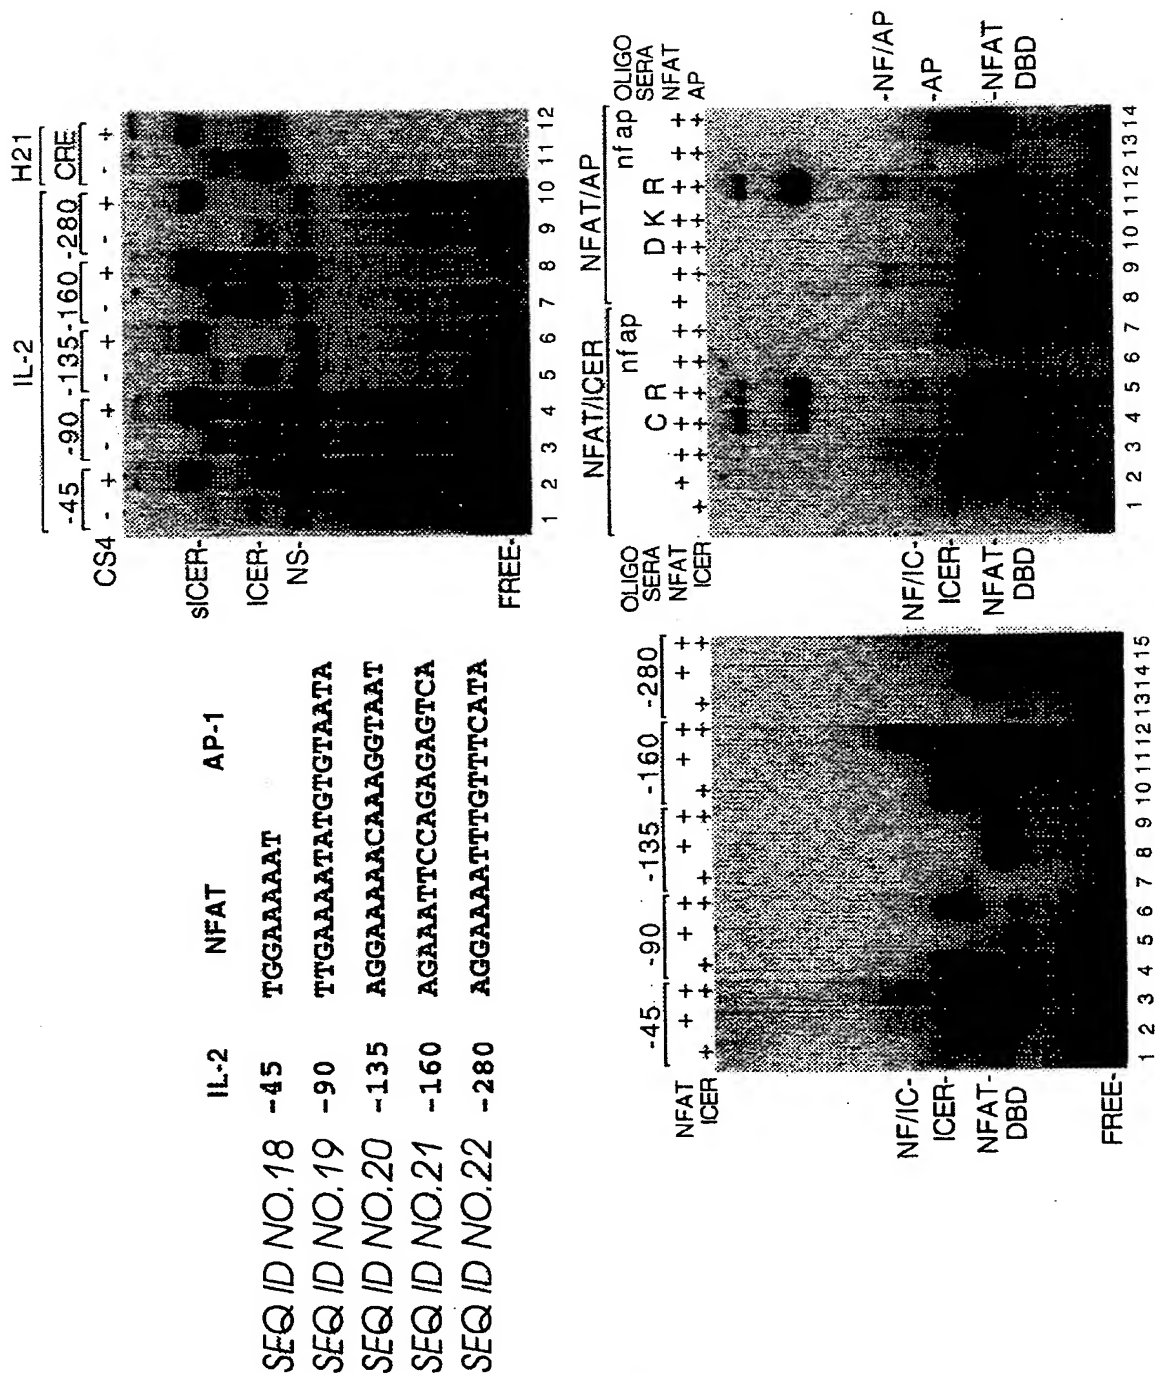 IL-2 NFAT AP-1
SEQ ID NO.18 -45 TGGAAAAAT
SEQ ID NO.19 -90 TTGAAAATATGTGTAATA
SEQ ID NO.20 -135 AGGAAAAACAAAGGTAAT
SEQ ID NO.21 -160 AGAAATTCCAGAGAGTCA
SEQ ID NO.22 -280 AGGAAAATTTGTTTCATA
IL-2 H21
-45 -90 -135 -160 -280 CRE
CS4 - + - + - + - + - + - +
sICER-
ICER-
NS-
FREE-
1 2 3 4 5 6 7 8 9 10 11 12
-45 -90 -135 -160 -280
NFAT + + + + + + + + + +
ICER + + + + + + + + + +
NF/IC-
ICER-
NFAT-
DBD
FREE-
1 2 3 4 5 6 7 8 9 10 11 12 13 14 15
NFAT/ICER NFAT/AP
OLIGO nf ap nf ap OLIGO
SERA C R D K R SERA
NFAT + + + + + + + + + + + + + NFAT
ICER + + + + + + + + + + + + AP
NF/IC-
ICER-
NFAT-
DBD
-NF/AP
-AP
-NFAT
DBD
1 2 3 4 5 6 7 8 9 10 11 12 13 14